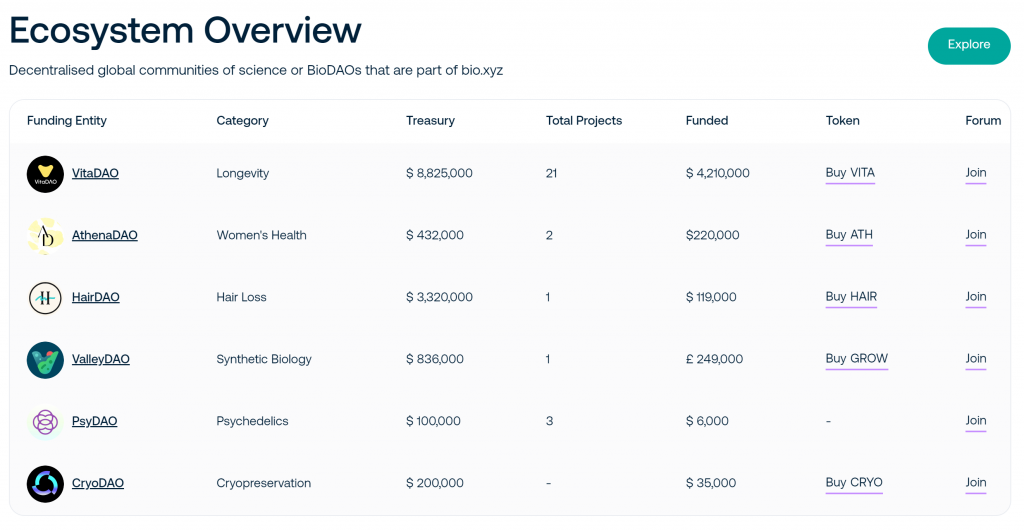 Ecosystem Overview
Explore
Decentralised global communities of science or BioDAOs that are part of bio.xyz
Funding Entity Category Treasury Total Projects Funded Token Forum
VitaDAO VitaDAO Longevity $ 8,825,000 21 $ 4,210,000 Buy VITA Join
AD AthenaDAO Women's Health $ 432,000 2 $220,000 Buy ATH Join
H HairDAO Hair Loss $ 3,320,000 1 $ 119,000 Buy HAIR Join
ValleyDAO Synthetic Biology $ 836,000 1 £ 249,000 Buy GROW Join
PsyDAO Psychedelics $ 100,000 3 $ 6,000 - Join
CryoDAO Cryopreservation $ 200,000 - $ 35,000 Buy CRYO Join